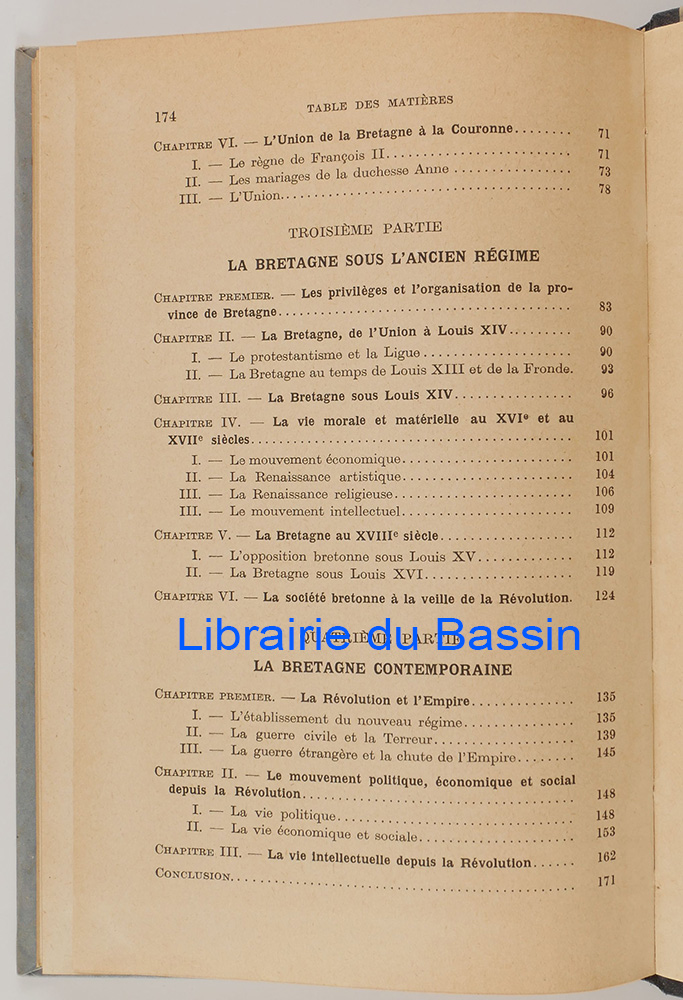 174 TABLE DES MATIÈRES
CHAPITRE VI. — L'Union de la Bretagne à la Couronne........ 71
I. — Le règne de François II........................... 71
II. — Les mariages de la duchesse Anne ................ 73
III. — L'Union........................................ 78
TROISIÈME PARTIE
LA BRETAGNE SOUS L'ANCIEN RÉGIME
CHAPITRE PREMIER. — Les privilèges et l'organisation de la pro-
vince de Bretagne........................................ 83
CHAPITRE II. — La Bretagne, de l'Union à Louis XIV......... 90
I. — Le protestantisme et la Ligue...................... 90
II. — La Bretagne au temps de Louis XIII et de la Fronde. 93
CHAPITRE III. — La Bretagne sous Louis XIV................. 96
CHAPITRE IV. — La vie morale et matérielle au XVIe et au
XVIIe siècles............................................ 101
I. — Le mouvement économique......................... 101
II. — La Renaissance artistique......................... 104
III. — La Renaissance religieuse.......................... 106
III. — Le mouvement intellectuel......................... 109
CHAPITRE V. — La Bretagne au XVIIIe siècle................... 112
I. — L'opposition bretonne sous Louis XV.............. 112
II. — La Bretagne sous Louis XVI...................... 119
CHAPITRE VI. — La société bretonne à la veille de la Révolution. 124
QUATRIÈME PARTIE
Librairie du Bassin
LA BRETAGNE CONTEMPORAINE
CHAPITRE PREMIER. — La Révolution et l'Empire.............. 135
I. — L'établissement du nouveau régime................ 135
II. — La guerre civile et la Terreur..................... 139
III. — La guerre étrangère et la chute de l'Empire........ 145
CHAPITRE II. — Le mouvement politique, économique et social
depuis la Révolution..................................... 148
I. — La vie politique.................................. 148
II. — La vie économique et sociale...................... 153
CHAPITRE III. — La vie intellectuelle depuis la Révolution...... 162
CONCLUSION............................................... 171